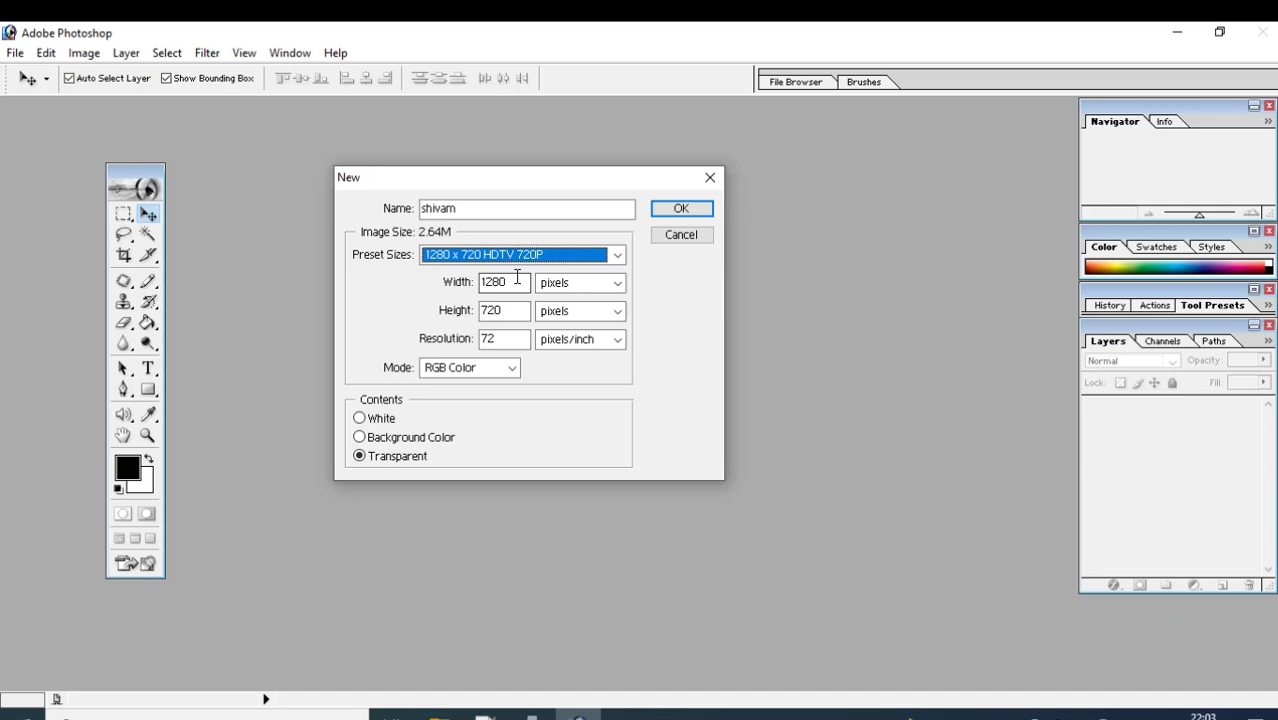 Adobe Photoshop
File Edit Image Layer Select Filter View Window Help
Auto Select Layer Show Bounding Box File Browser Brushes
Navigator Info
New
Name: shivam OK
Image Size: 2.64M Cancel
Preset Sizes: 1280 x 720 HDTV 720P
Width: 1280 pixels
Height: 720 pixels
Resolution: 72 pixels/inch
Mode: RGB Color
Contents
White
Background Color
Transparent
Color Swatches Styles
History Actions Tool Presets
Layers Channels Paths
Normal Opacity:
Lock: Fill:
22:03